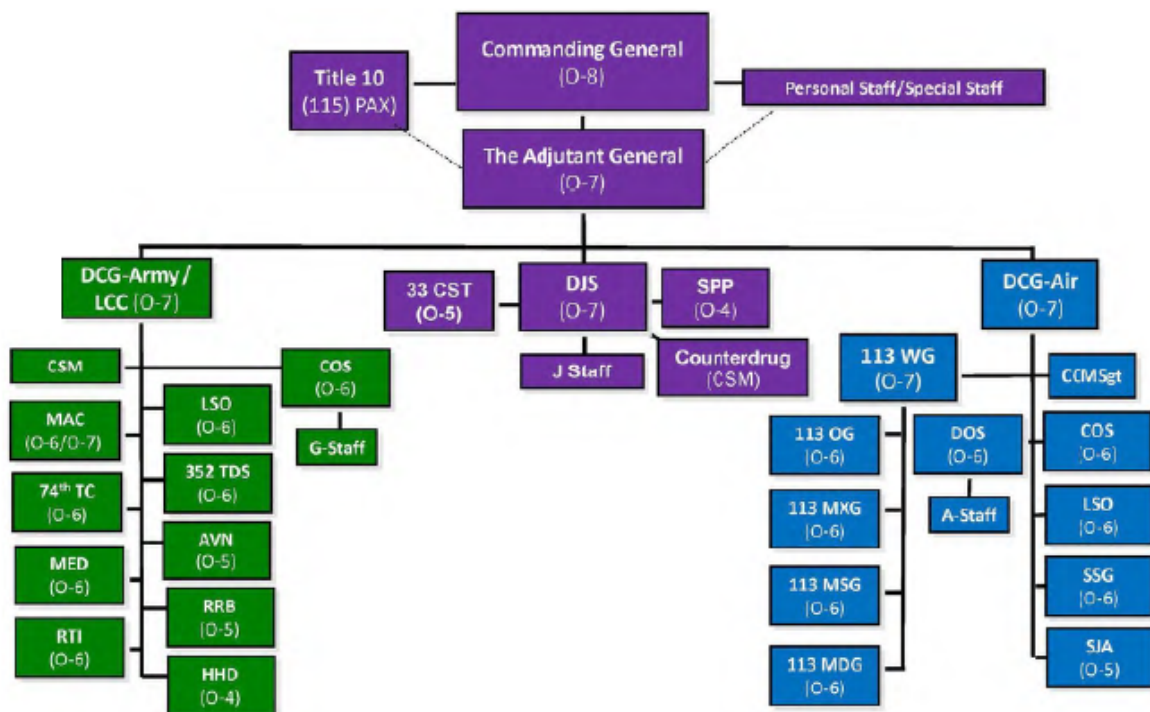 Commanding General
(O-8)
Title 10
(115) PAX)
Personal Staff/Special Staff
The Adjutant General
(O-7)
DCG-Army /
LCC (O-7)
33 CST
(O-5)
DJS
(O-7)
SPP
(O-4)
J Staff
Counterdrug
(CSM)
DCG-Air
(O-7)
CSM
COS
(O-6)
G-Staff
MAC
(O-6/O-7)
LSO
(O-6)
74th TC
(O-6)
352 TDS
(O-6)
MED
(O-6)
AVN
(O-5)
RTI
(O-6)
RRB
(O-5)
HHD
(O-4)
113 WG
(O-7)
CCMSgt
113 OG
(O-6)
DOS
(O-6)
A-Staff
COS
(O-6)
113 MXG
(O-6)
LSO
(O-6)
113 MSG
(O-6)
SSG
(O-6)
113 MDG
(O-6)
SJA
(O-5)